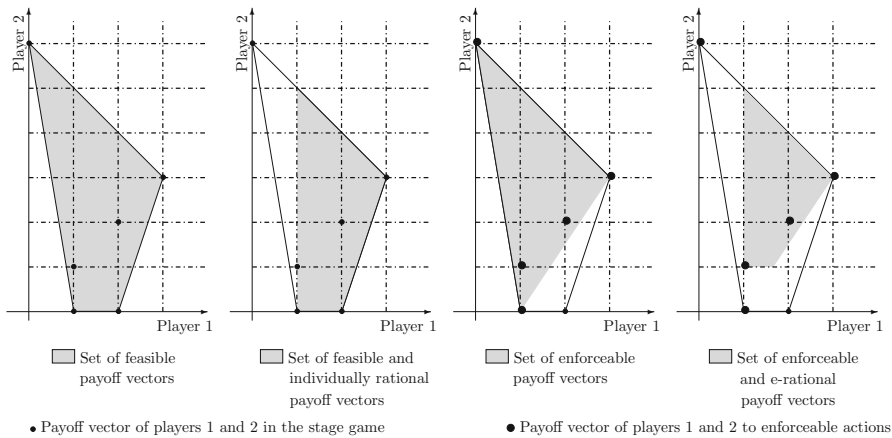 Player 2
Player 2
Player 2
Player 2
Player 1
Player 1
Player 1
Player 1
Set of feasible
payoff vectors
Set of feasible and
individually rational
payoff vectors
Set of enforceable
payoff vectors
Set of enforceable
and e-rational
payoff vectors
Payoff vector of players 1 and 2 in the stage game
Payoff vector of players 1 and 2 to enforceable actions